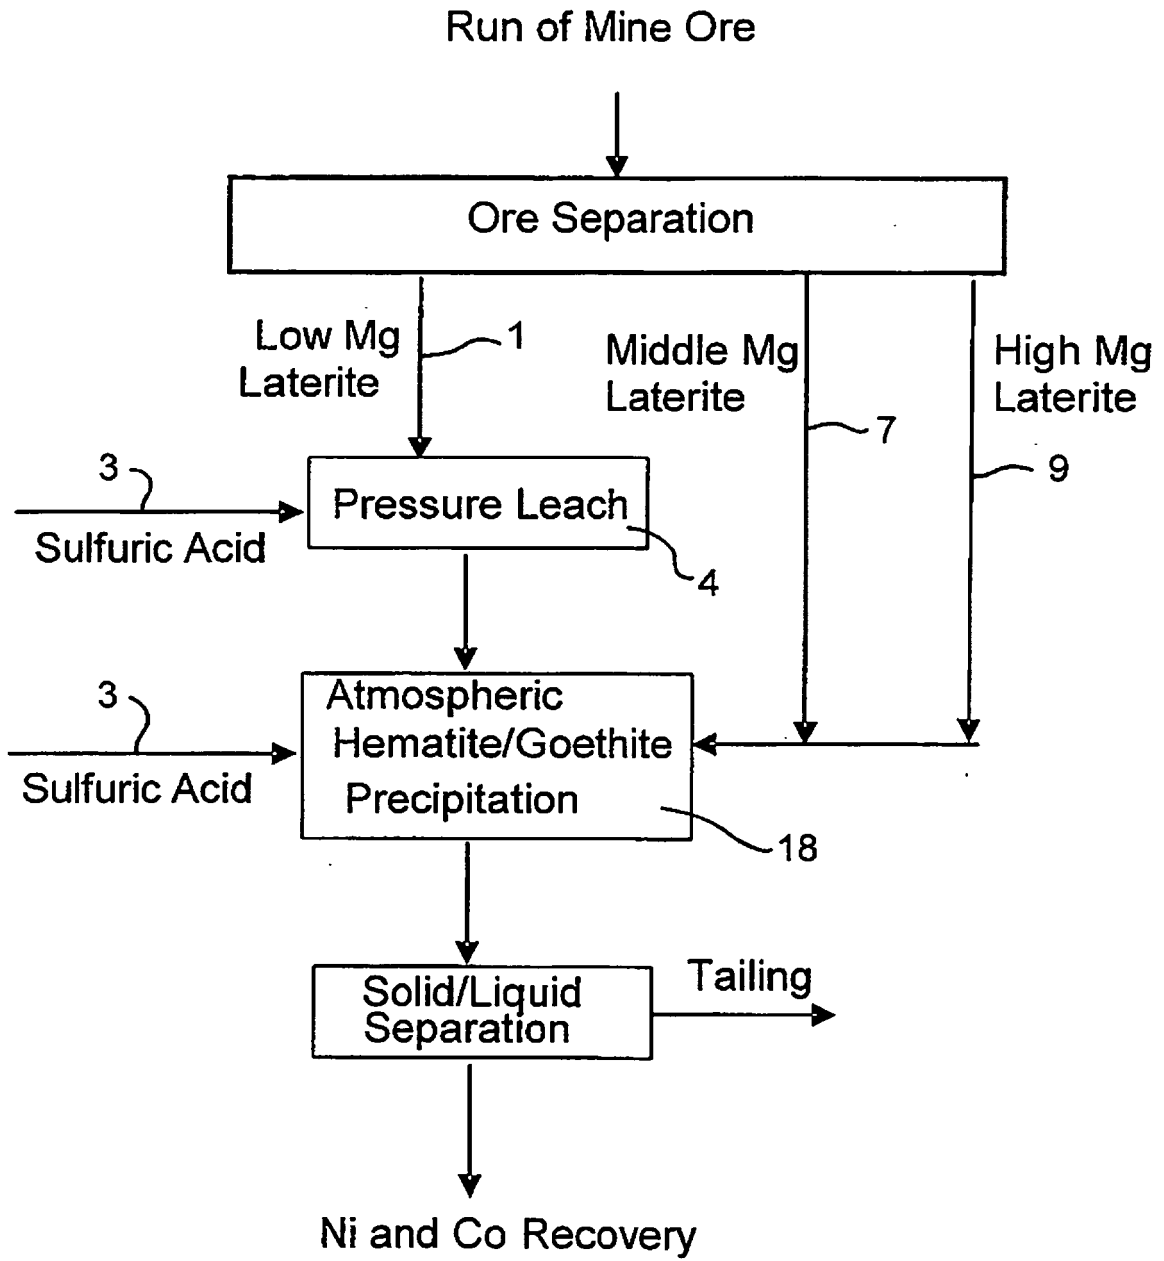 Run of Mine Ore
Ore Separation
Low Mg
Laterite
1
Middle Mg
Laterite
7
High Mg
Laterite
9
3
Sulfuric Acid
Pressure Leach
4
3
Sulfuric Acid
Atmospheric
Hematite/Goethite
Precipitation
18
Solid/Liquid
Separation
Tailing
Ni and Co Recovery